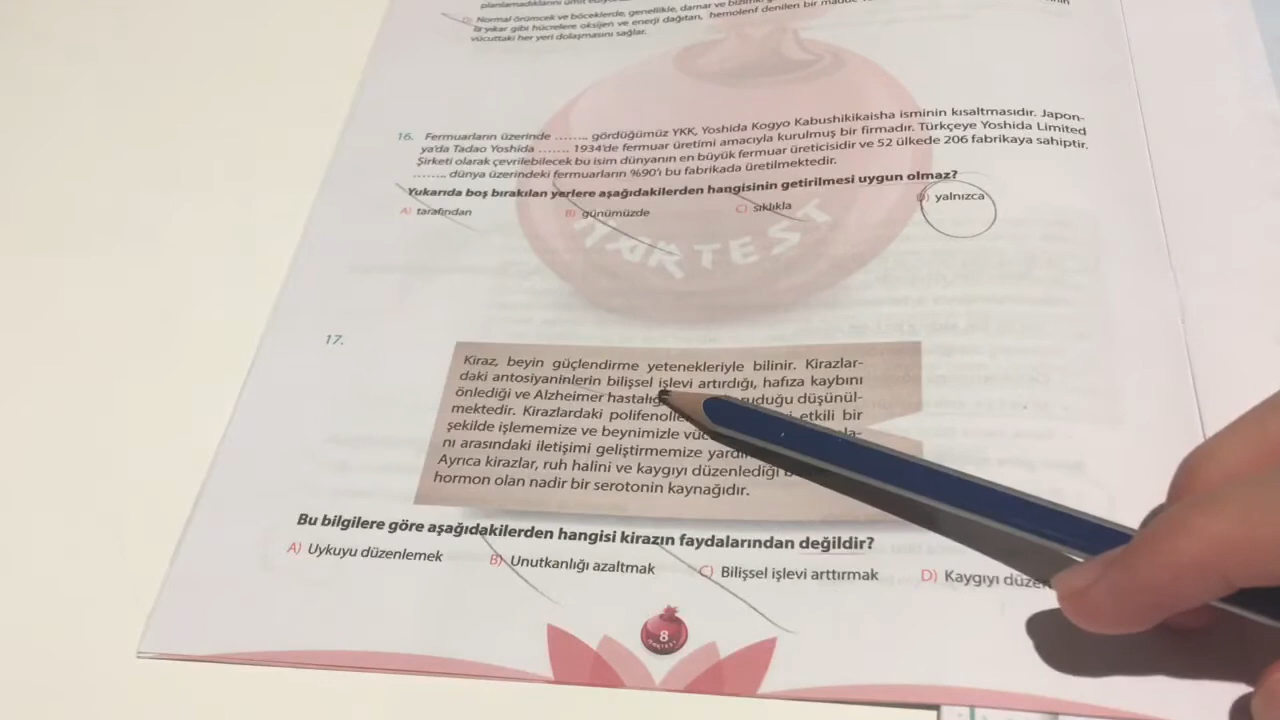 planlamadıklarını
D) Normal örümcek ve böceklerde, genellikle, damar ve
la yıkar gibi hücrelere oksijen ve enerji dağıtan, hemolenf denilen bir
vücuttaki her yeri dolaşmasını sağlar.
16. Fermuarların üzerinde ........ gördüğümüz YKK, Yoshida Kogyo Kabushikikaisha isminin kısaltmasıdır. Japon-
ya'da Tadao Yoshida ........ 1934'de fermuar üretimi amacıyla kurulmuş bir firmadır. Türkçeye Yoshida Limited
Şirketi olarak çevrilebilecek bu isim dünyanın en büyük fermuar üreticisidir ve 52 ülkede 206 fabrikaya sahiptir.
........ dünya üzerindeki fermuarların %90'ı bu fabrikada üretilmektedir.
Yukarıda boş bırakılan yerlere aşağıdakilerden hangisinin getirilmesi uygun olmaz?
A) tarafından B) günümüzde C) sıklıkla D) yalnızca
NARTEST
17.
Kiraz, beyin güçlendirme yetenekleriyle bilinir. Kirazlar-
daki antosiyaninlerin bilişsel işlevi artırdığı, hafıza kaybını
önlediği ve Alzheimer düşünül-
mektedir. Kirazlardaki etkili bir
şekilde işlememize ve beynimizle
nı arasındaki iletişimi geliştirmemize
Ayrıca kirazlar, ruh halini ve kaygıyı düzenlediği
hormon olan nadir bir serotonin kaynağıdır.
Bu bilgilere göre aşağıdakilerden hangisi kirazın faydalarından değildir?
A) Uykuyu düzenlemek B) Unutkanlığı azaltmak C) Bilişsel işlevi arttırmak D) Kaygıyı
8
NARTEST